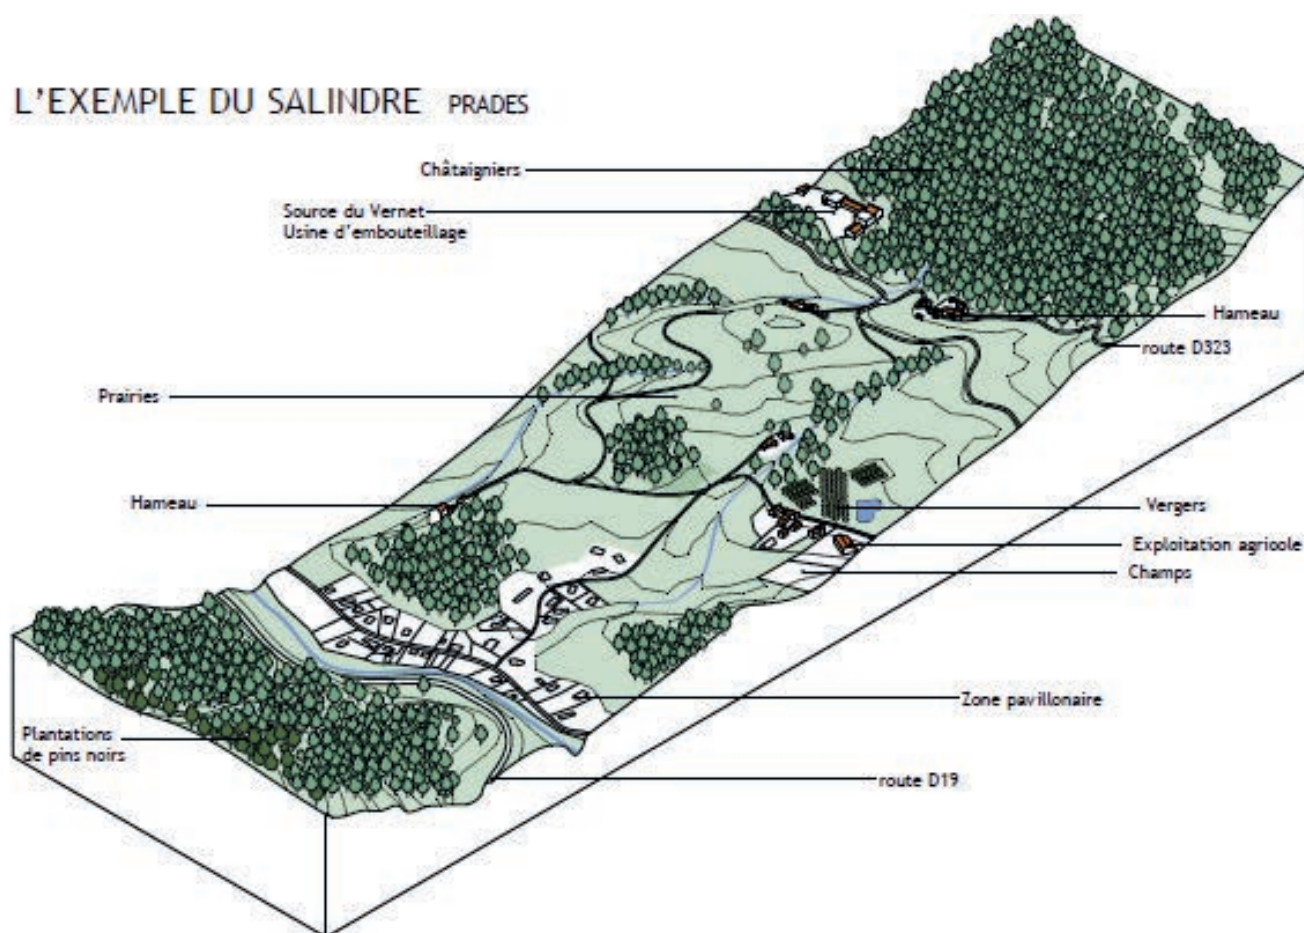 L'EXEMPLE DU SALINDRE PRADES
Châtaigniers
Source du Vernet
Usine d'embouteillage
Hameau
route D323
Prairies
Hameau
Vergers
Exploitation agricole
Champs
Zone pavillonaire
Plantations
de pins noirs
route D19